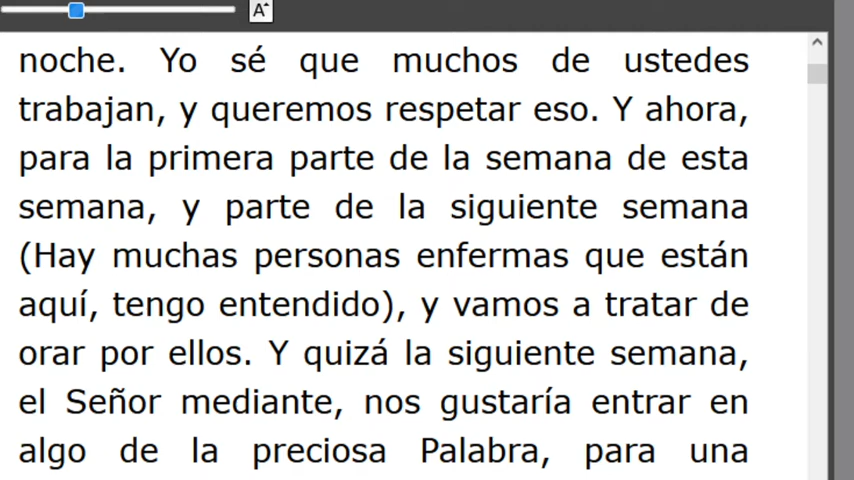 A
noche. Yo sé que muchos de ustedes
trabajan, y queremos respetar eso. Y ahora,
para la primera parte de la semana de esta
semana, y parte de la siguiente semana
(Hay muchas personas enfermas que están
aquí, tengo entendido), y vamos a tratar de
orar por ellos. Y quizá la siguiente semana,
el Señor mediante, nos gustaría entrar en
algo de la preciosa Palabra, para una